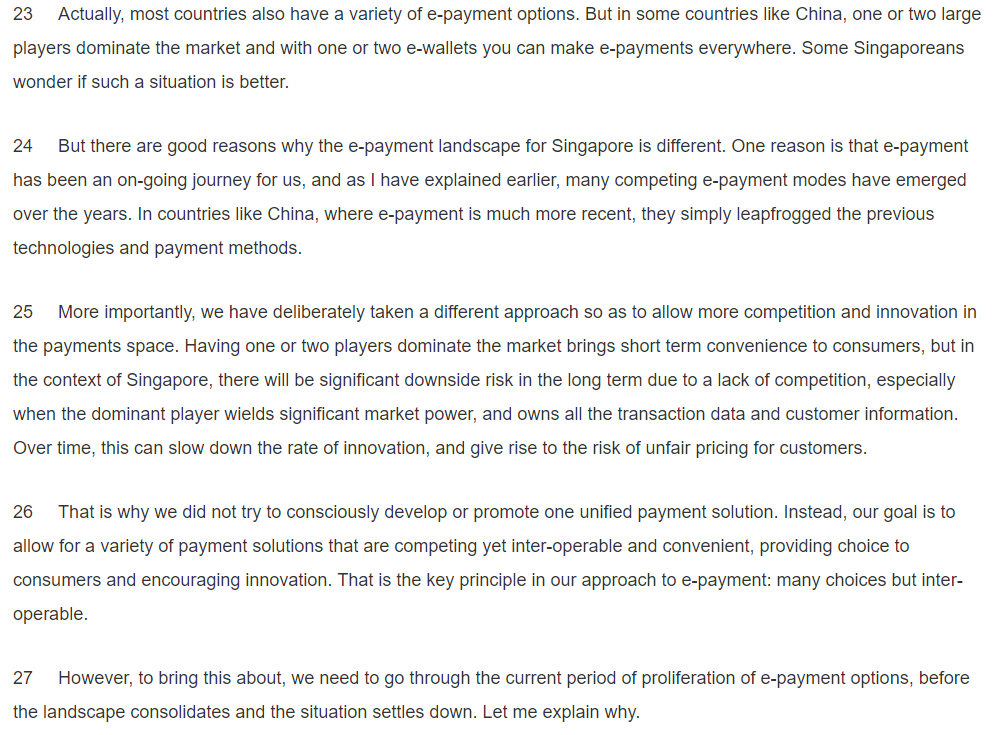 23 Actually, most countries also have a variety of e-payment options. But in some countries like China, one or two large
players dominate the market and with one or two e-wallets you can make e-payments everywhere. Some Singaporeans
wonder if such a situation is better.
24 But there are good reasons why the e-payment landscape for Singapore is different. One reason is that e-payment
has been an on-going journey for us, and as I have explained earlier, many competing e-payment modes have emerged
over the years. In countries like China, where e-payment is much more recent, they simply leapfrogged the previous
technologies and payment methods.
25 More importantly, we have deliberately taken a different approach so as to allow more competition and innovation in
the payments space. Having one or two players dominate the market brings short term convenience to consumers, but in
the context of Singapore, there will be significant downside risk in the long term due to a lack of competition, especially
when the dominant player wields significant market power, and owns all the transaction data and customer information.
Over time, this can slow down the rate of innovation, and give rise to the risk of unfair pricing for customers.
26 That is why we did not try to consciously develop or promote one unified payment solution. Instead, our goal is to
allow for a variety of payment solutions that are competing yet inter-operable and convenient, providing choice to
consumers and encouraging innovation. That is the key principle in our approach to e-payment: many choices but inter-
operable.
27 However, to bring this about, we need to go through the current period of proliferation of e-payment options, before
the landscape consolidates and the situation settles down. Let me explain why.